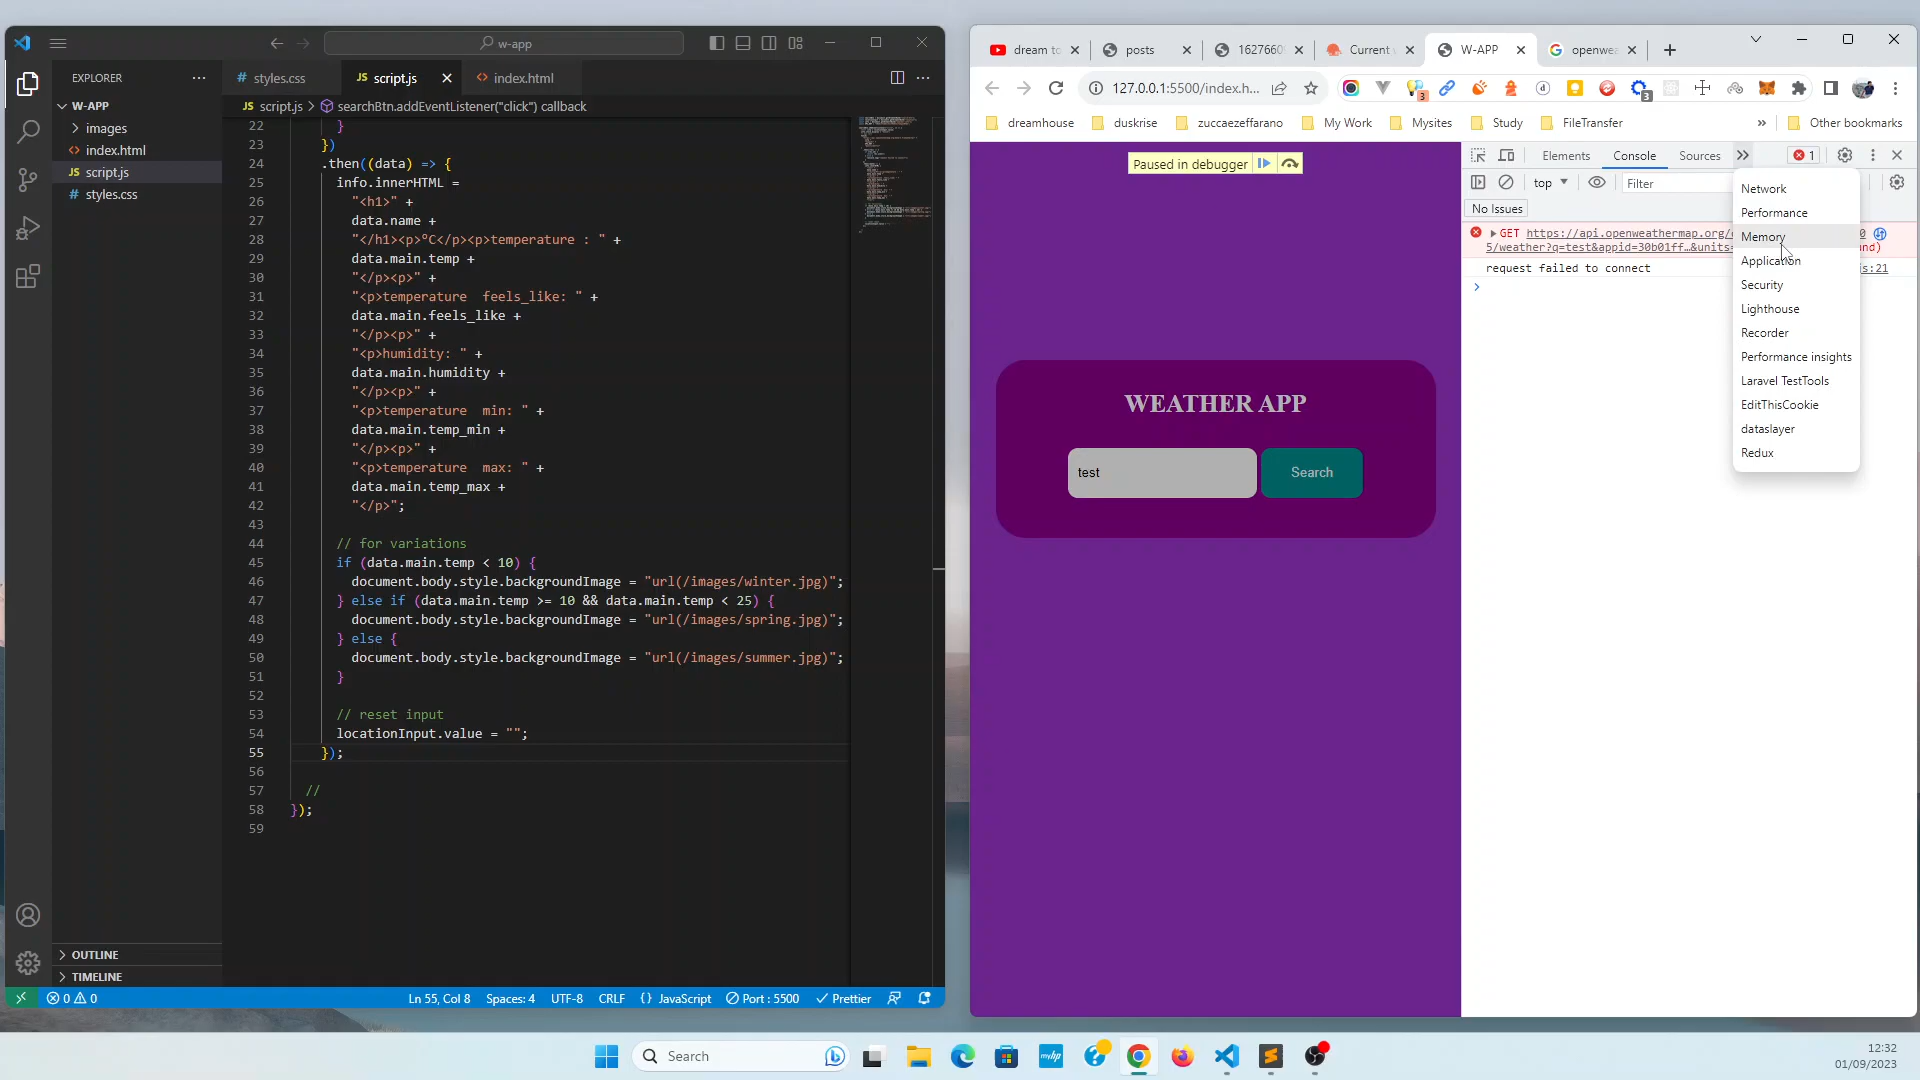 w-app
EXPLORER
W-APP
images
index.html
script.js
styles.css
OUTLINE
TIMELINE
# styles.css
JS script.js
<> index.html
JS script.js > searchBtn.addEventListener("click") callback
22 }
23 })
24 .then((data) => {
25 info.innerHTML =
26 "<h1>" +
27 data.name +
28 "</h1><p>°C</p><p>temperature : " +
29 data.main.temp +
30 "</p><p>" +
31 "<p>temperature  feels_like: " +
32 data.main.feels_like +
33 "</p><p>" +
34 "<p>humidity: " +
35 data.main.humidity +
36 "</p><p>" +
37 "<p>temperature  min: " +
38 data.main.temp_min +
39 "</p><p>" +
40 "<p>temperature  max: " +
41 data.main.temp_max +
42 "</p>";
43
44 // for variations
45 if (data.main.temp < 10) {
46 document.body.style.backgroundImage = "url(/images/winter.jpg)";
47 } else if (data.main.temp >= 10 && data.main.temp < 25) {
48 document.body.style.backgroundImage = "url(/images/spring.jpg)";
49 } else {
50 document.body.style.backgroundImage = "url(/images/summer.jpg)";
51 }
52
53 // reset input
54 locationInput.value = "";
55 });
56
57 //
58 });
59
0 0
Ln 55, Col 8
Spaces: 4
UTF-8
CRLF
{} JavaScript
Port : 5500
Prettier
dream to
posts
1627660
Current
W-APP
openwea
127.0.0.1:5500/index.h...
3
3
dreamhouse
duskrise
zuccaezeffarano
My Work
Mysites
Study
FileTransfer
»
Other bookmarks
Paused in debugger
WEATHER APP
test
Search
Elements
Console
Sources
1
top
Filter
No Issues
GET https://api.openweathermap.org/
0
5/weather?q=test&appid=30b01ff…&units=
nd)
request failed to connect
s:21
Network
Performance
Memory
Application
Security
Lighthouse
Recorder
Performance insights
Laravel TestTools
EditThisCookie
dataslayer
Redux
Search
myhp
12:32
01/09/2023